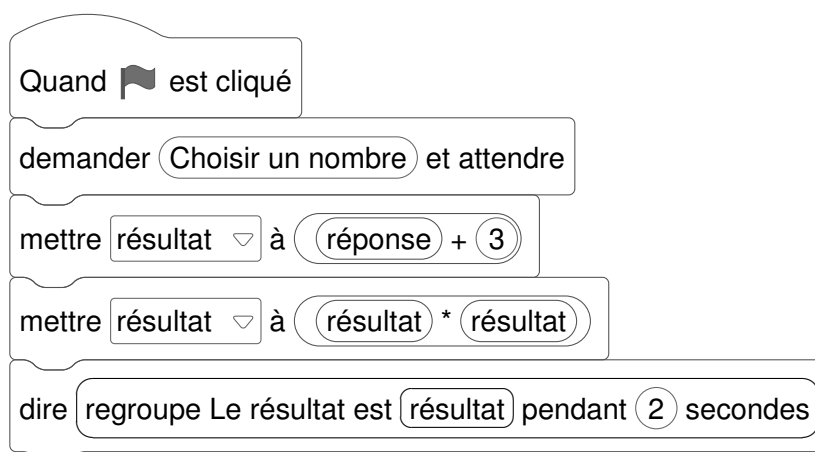 Quand est cliqué
demander Choisir un nombre et attendre
mettre résultat à réponse + 3
mettre résultat à résultat * résultat
dire regroupe Le résultat est résultat pendant 2 secondes